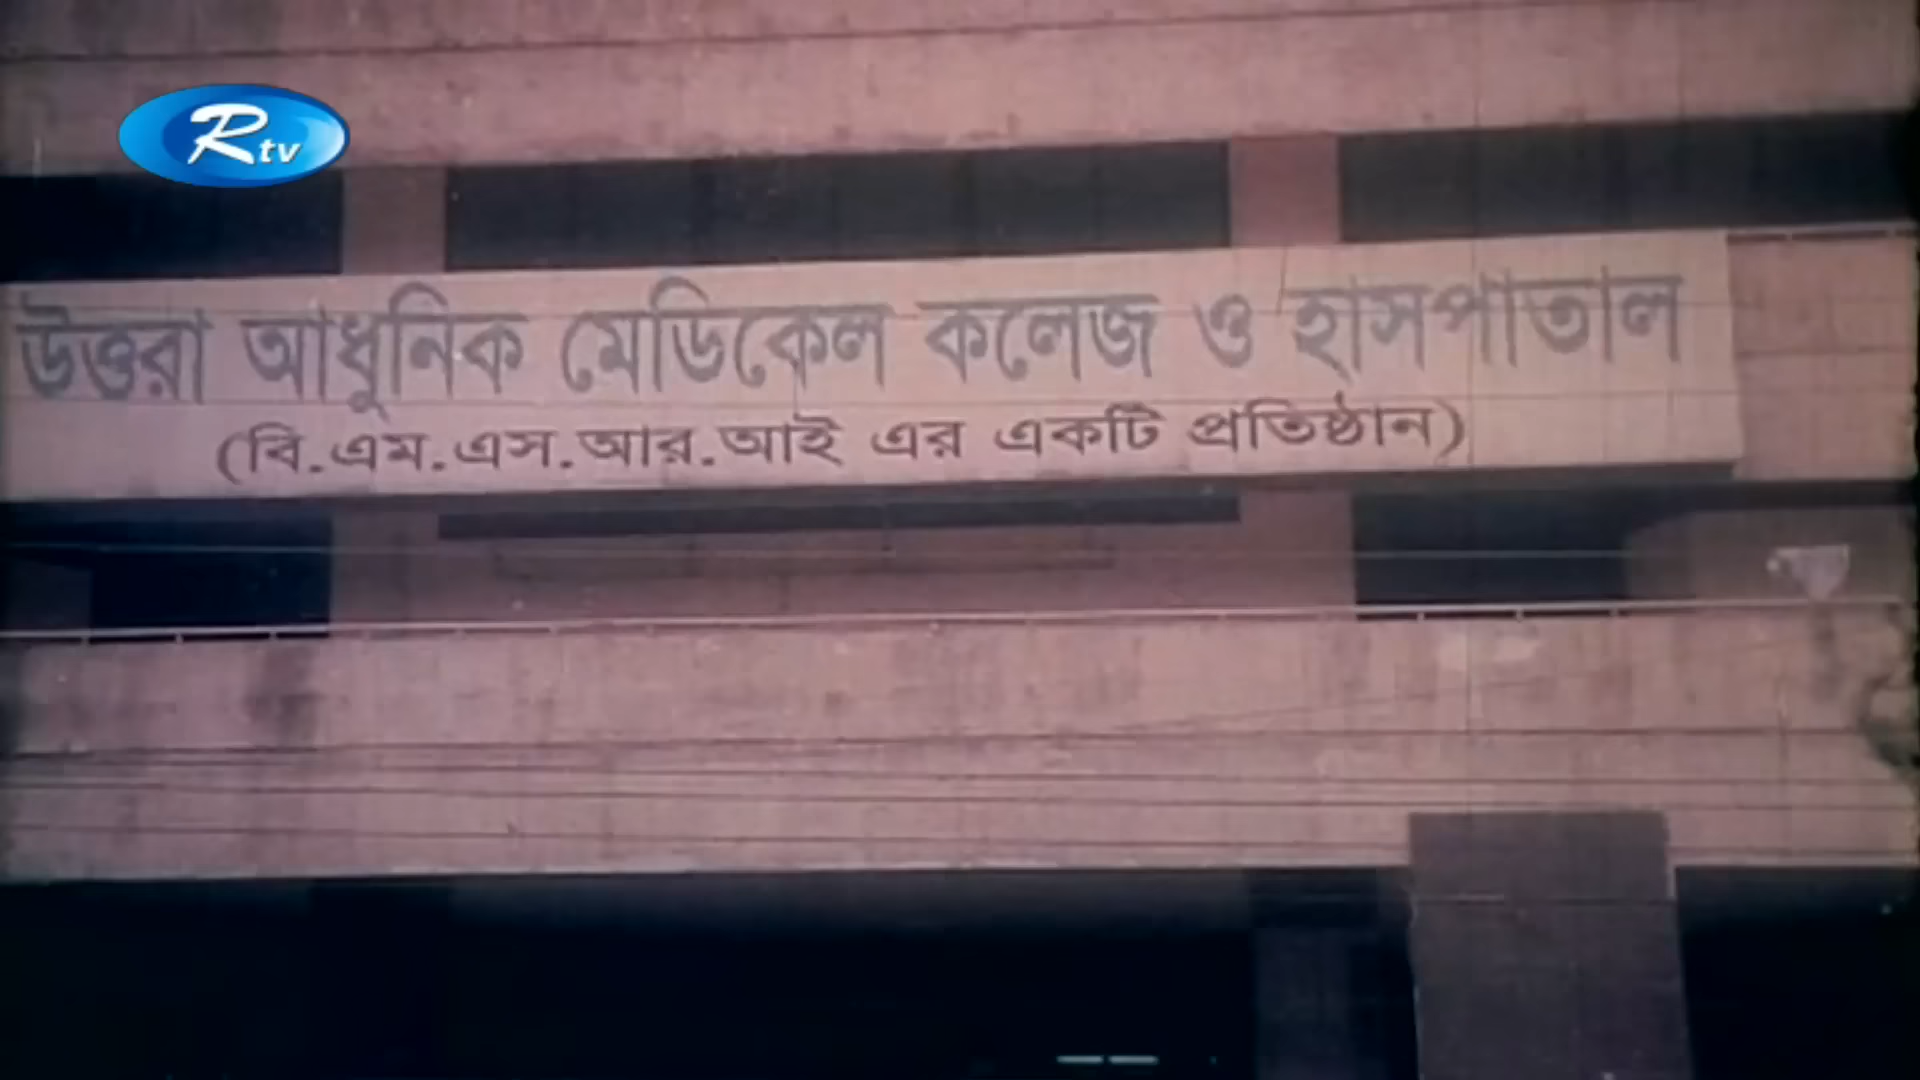 Rtv
উত্তরা আধুনিক মেডিকেল কলেজ ও হাসপাতাল
(বি.এম.এস.আর.আই এর একটি প্রতিষ্ঠান)